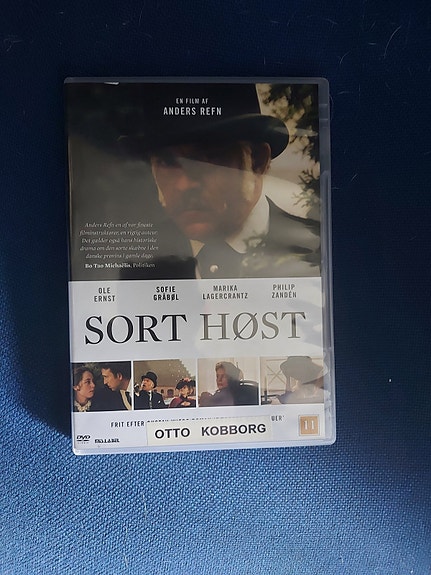 EN FILM AF
ANDERS REFN
Anders Refn en af vor fineste
filminstruktører, en rigtig auteur.
Det gælder også hans historiske
drama om den sorte skæbne i den
danske provins i gamle dage.
Bo Tao Michaëlis, Politiken
OLE ERNST
SOFIE GRÅBØL
MARIKA LAGERCRANTZ
PHILIP ZANDÉN
SORT HØST
FRIT EFTER
OTTO KOBBORG
11
DVD